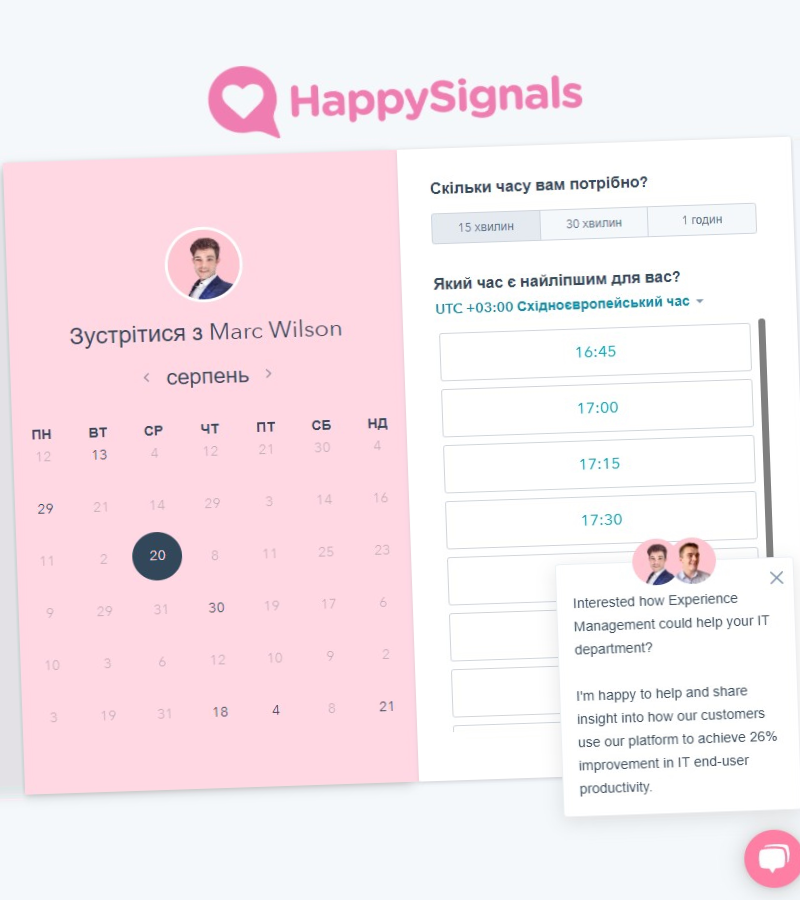 HappySignals
Зустрітися з Marc Wilson
серпень
ПН ВТ СР ЧТ ПТ СБ НД
12 13 4 12 21 30 4
29 21 14 29 3 14 16
11 2 20 8 11 25 23
9 29 31 30 19 17 6
10 3 6 12 10 9 2
3 19 31 18 4 8 21
Скільки часу вам потрібно?
15 хвилин 30 хвилин 1 годин
Який час є найліпшим для вас?
UTC +03:00 Східноєвропейський час
16:45
17:00
17:15
17:30
Interested how Experience
Management could help your IT
department?
I'm happy to help and share
insight into how our customers
use our platform to achieve 26%
improvement in IT end-user
productivity.